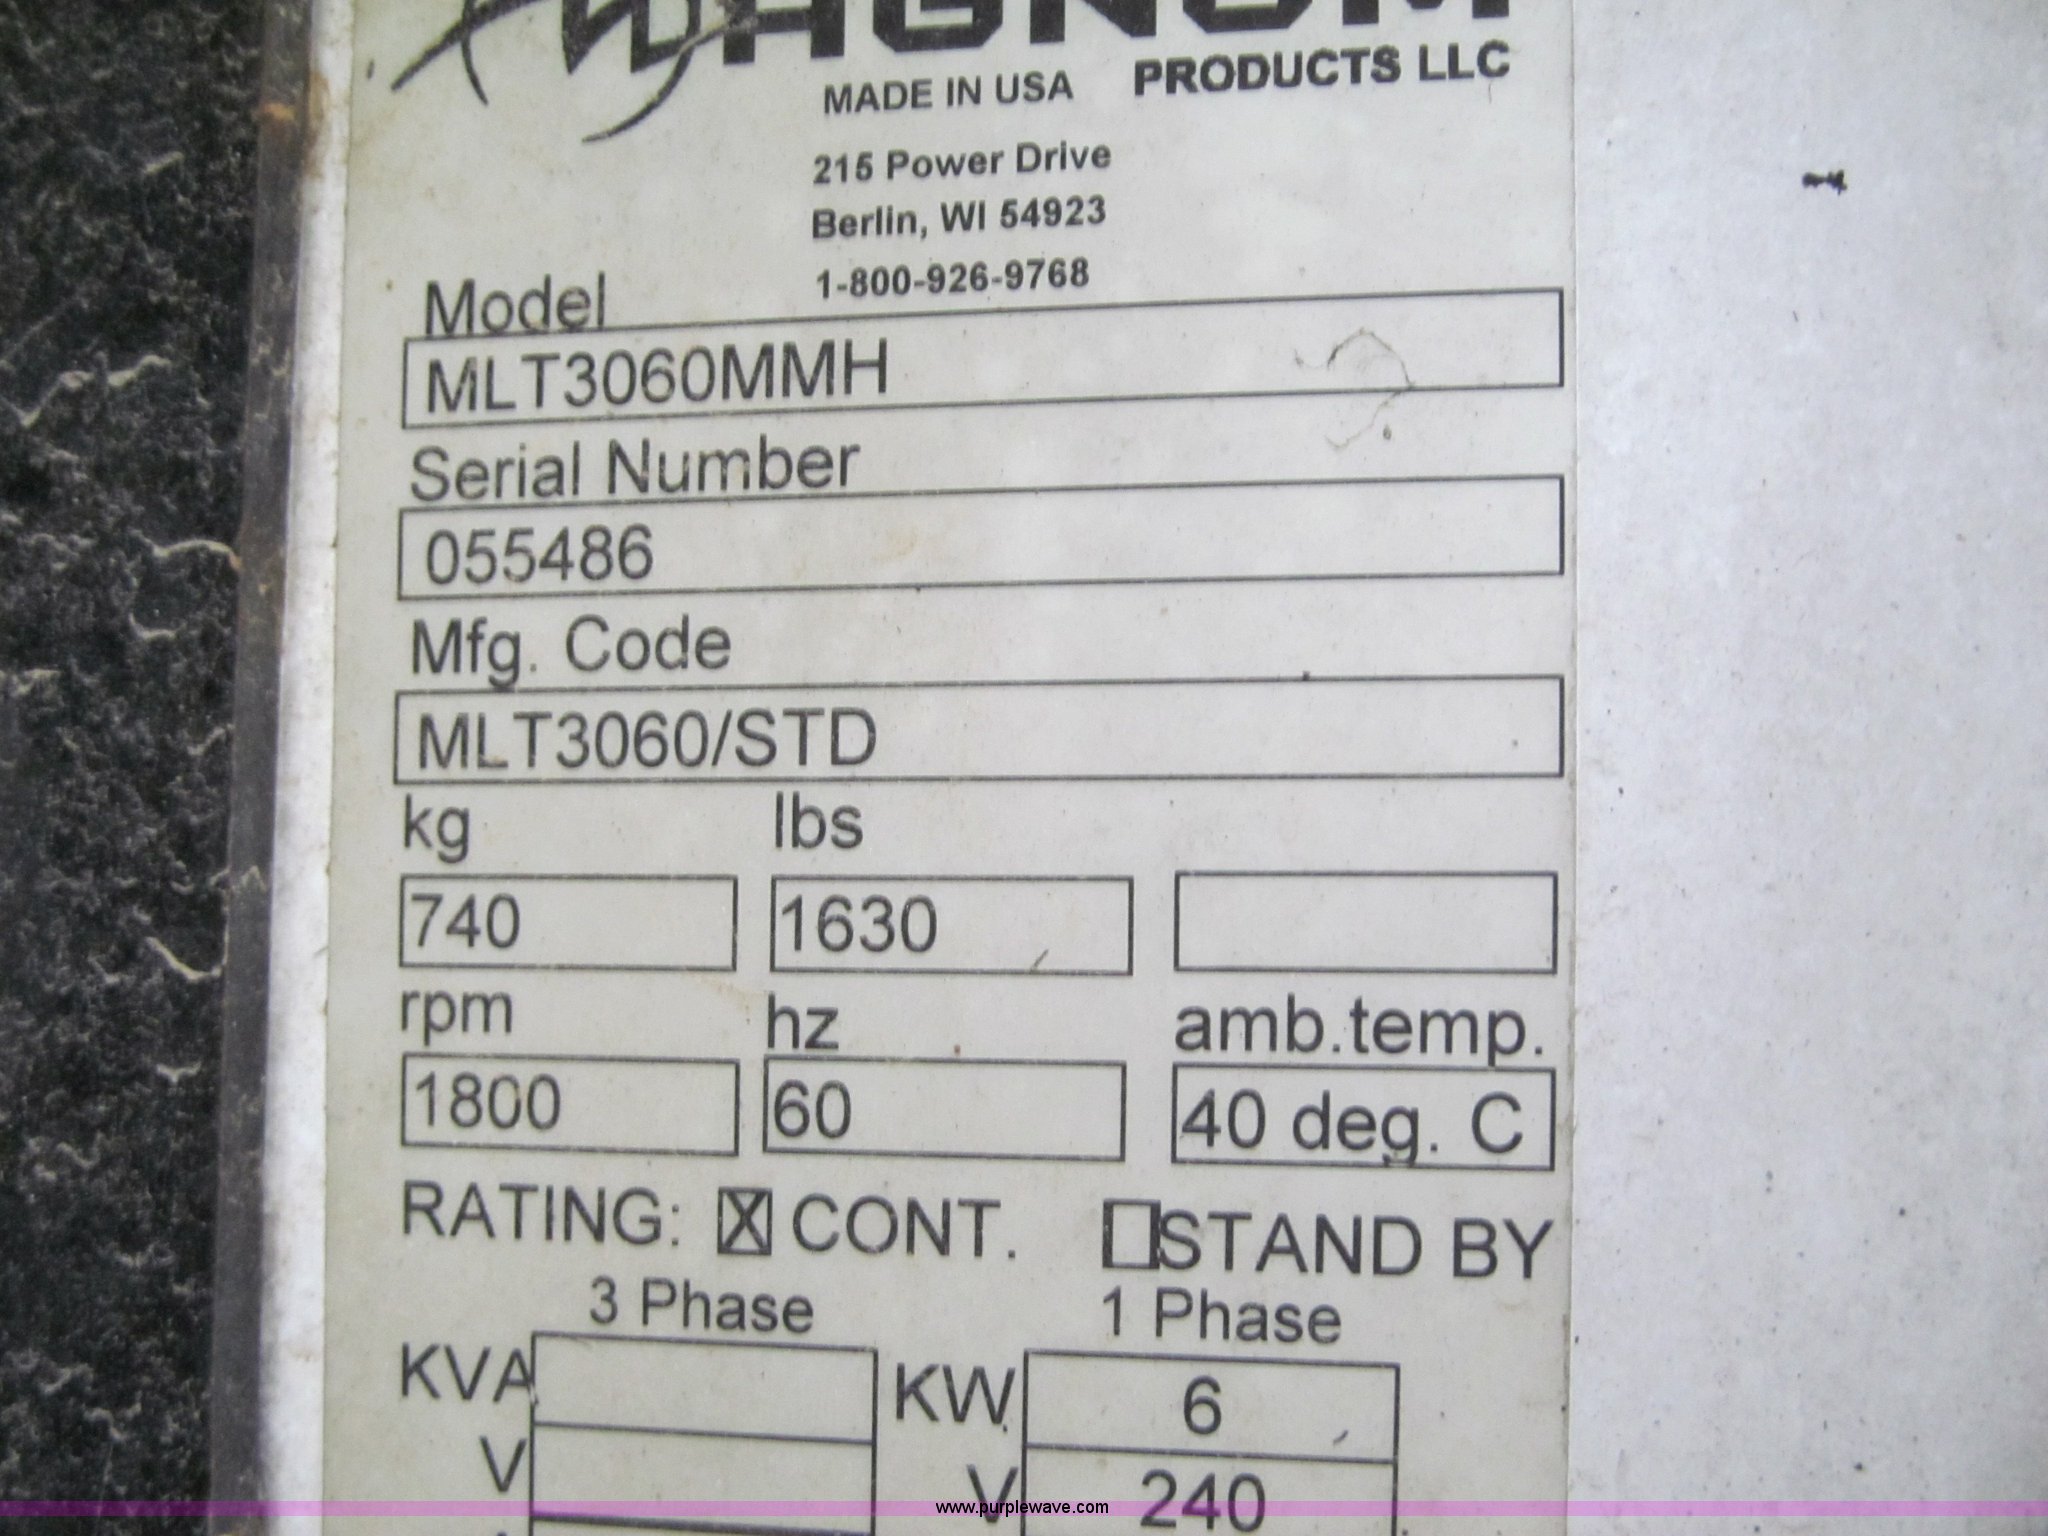 MAGNUM
MADE IN USA PRODUCTS LLC
215 Power Drive
Berlin, WI 54923
1-800-926-9768
Model
MLT3060MMH
Serial Number
055486
Mfg. Code
MLT3060/STD
kg lbs
740 1630
rpm hz amb.temp.
1800 60 40 deg. C
RATING: X CONT. STAND BY
3 Phase 1 Phase
KVA KW 6
V V 240
www.purplewave.com